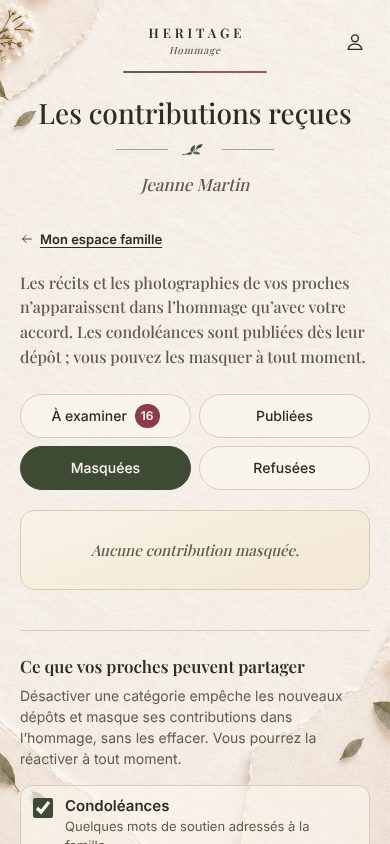 HERITAGE
Hommage
Les contributions reçues
Jeanne Martin
← Mon espace famille
Les récits et les photographies de vos proches
n’apparaissent dans l’hommage qu’avec votre
accord. Les condoléances sont publiées dès leur
dépôt ; vous pouvez les masquer à tout moment.
À examiner 16
Publiées
Masquées
Refusées
Aucune contribution masquée.
Ce que vos proches peuvent partager
Désactiver une catégorie empêche les nouveaux
dépôts et masque ses contributions dans
l’hommage, sans les effacer. Vous pourrez la
réactiver à tout moment.
Condoléances
Quelques mots de soutien adressés à la
famille.